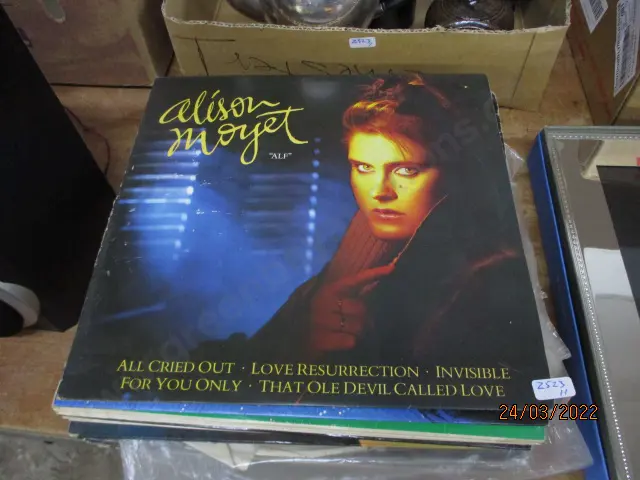 2523
alison
moyet
"ALF"
ALL CRIED OUT · LOVE RESURRECTION · INVISIBLE
FOR YOU ONLY · THAT OLE DEVIL CALLED LOVE
2523
H
24/03/2022